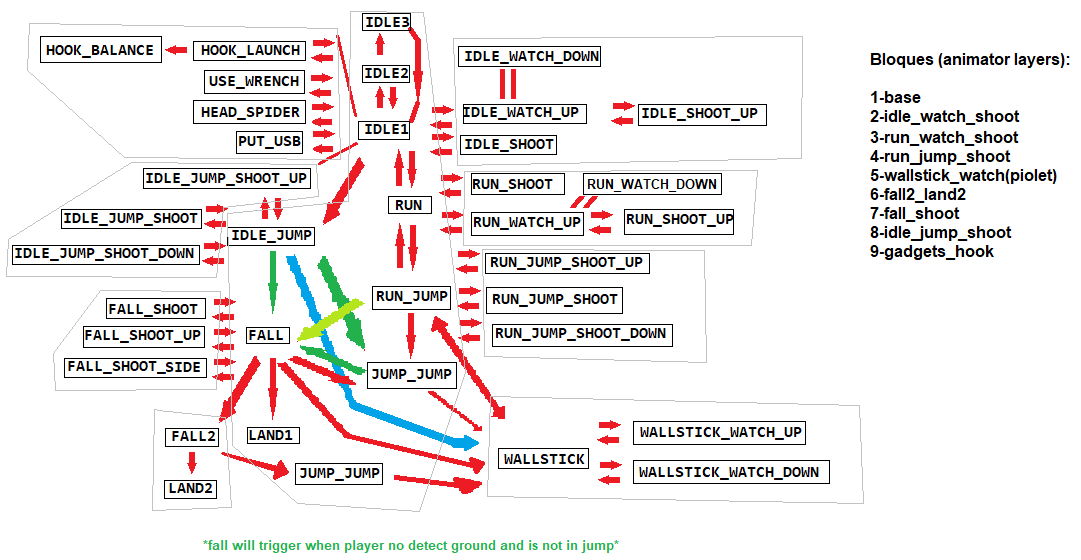 IDLE3
HOOK_BALANCE
HOOK_LAUNCH
IDLE2
USE_WRENCH
HEAD_SPIDER
IDLE1
PUT_USB
IDLE_WATCH_DOWN
IDLE_WATCH_UP
IDLE_SHOOT_UP
IDLE_SHOOT
Bloques (animator layers):
1-base
2-idle_watch_shoot
3-run_watch_shoot
4-run_jump_shoot
5-wallstick_watch(piolet)
6-fall2_land2
7-fall_shoot
8-idle_jump_shoot
9-gadgets_hook
IDLE_JUMP_SHOOT_UP
IDLE_JUMP_SHOOT
IDLE_JUMP
IDLE_JUMP_SHOOT_DOWN
RUN
RUN_SHOOT
RUN_WATCH_DOWN
RUN_WATCH_UP
RUN_SHOOT_UP
RUN_JUMP
RUN_JUMP_SHOOT_UP
RUN_JUMP_SHOOT
RUN_JUMP_SHOOT_DOWN
FALL_SHOOT
FALL_SHOOT_UP
FALL_SHOOT_SIDE
FALL
JUMP_JUMP
FALL2
LAND1
LAND2
JUMP_JUMP
WALLSTICK
WALLSTICK_WATCH_UP
WALLSTICK_WATCH_DOWN
*fall will trigger when player no detect ground and is not in jump*